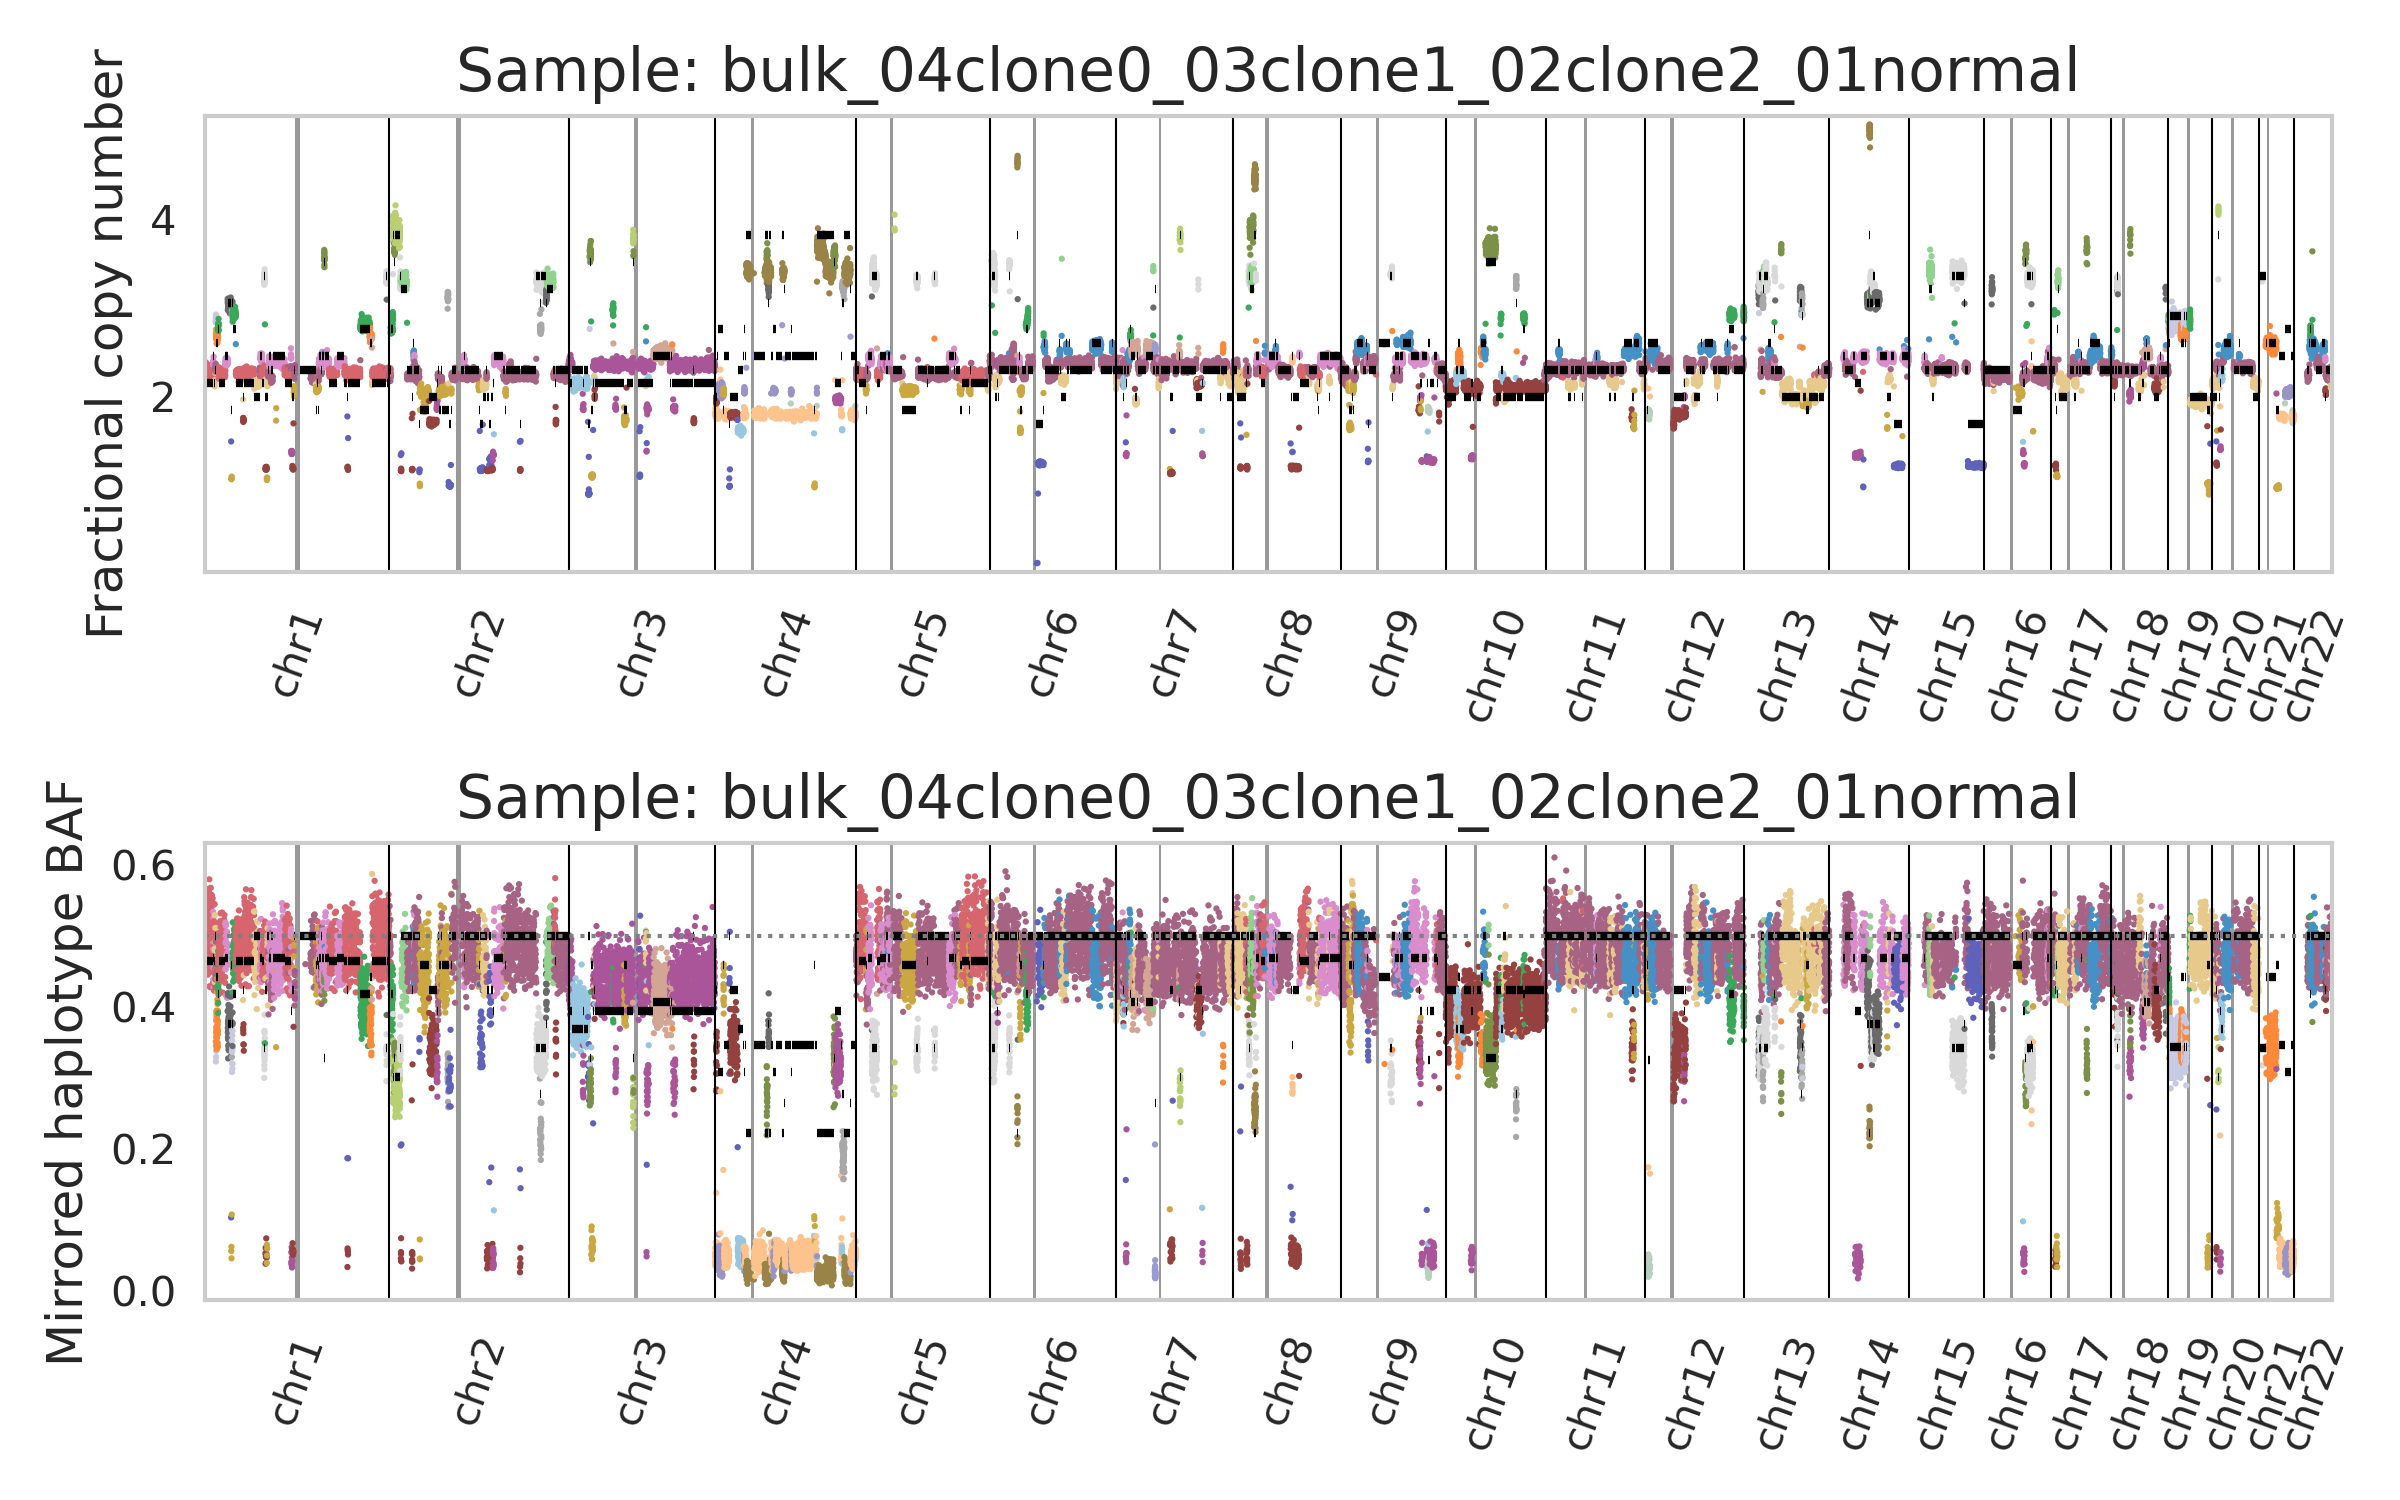 Sample: bulk_04clone0_03clone1_02clone2_01normal
Fractional copy number
4
2
chr1 chr2 chr3 chr4 chr5 chr6 chr7 chr8 chr9 chr10 chr11 chr12 chr13 chr14 chr15 chr16 chr17 chr18 chr19 chr20 chr21 chr22
Sample: bulk_04clone0_03clone1_02clone2_01normal
Mirrored haplotype BAF
0.6
0.4
0.2
0.0
chr1 chr2 chr3 chr4 chr5 chr6 chr7 chr8 chr9 chr10 chr11 chr12 chr13 chr14 chr15 chr16 chr17 chr18 chr19 chr20 chr21 chr22